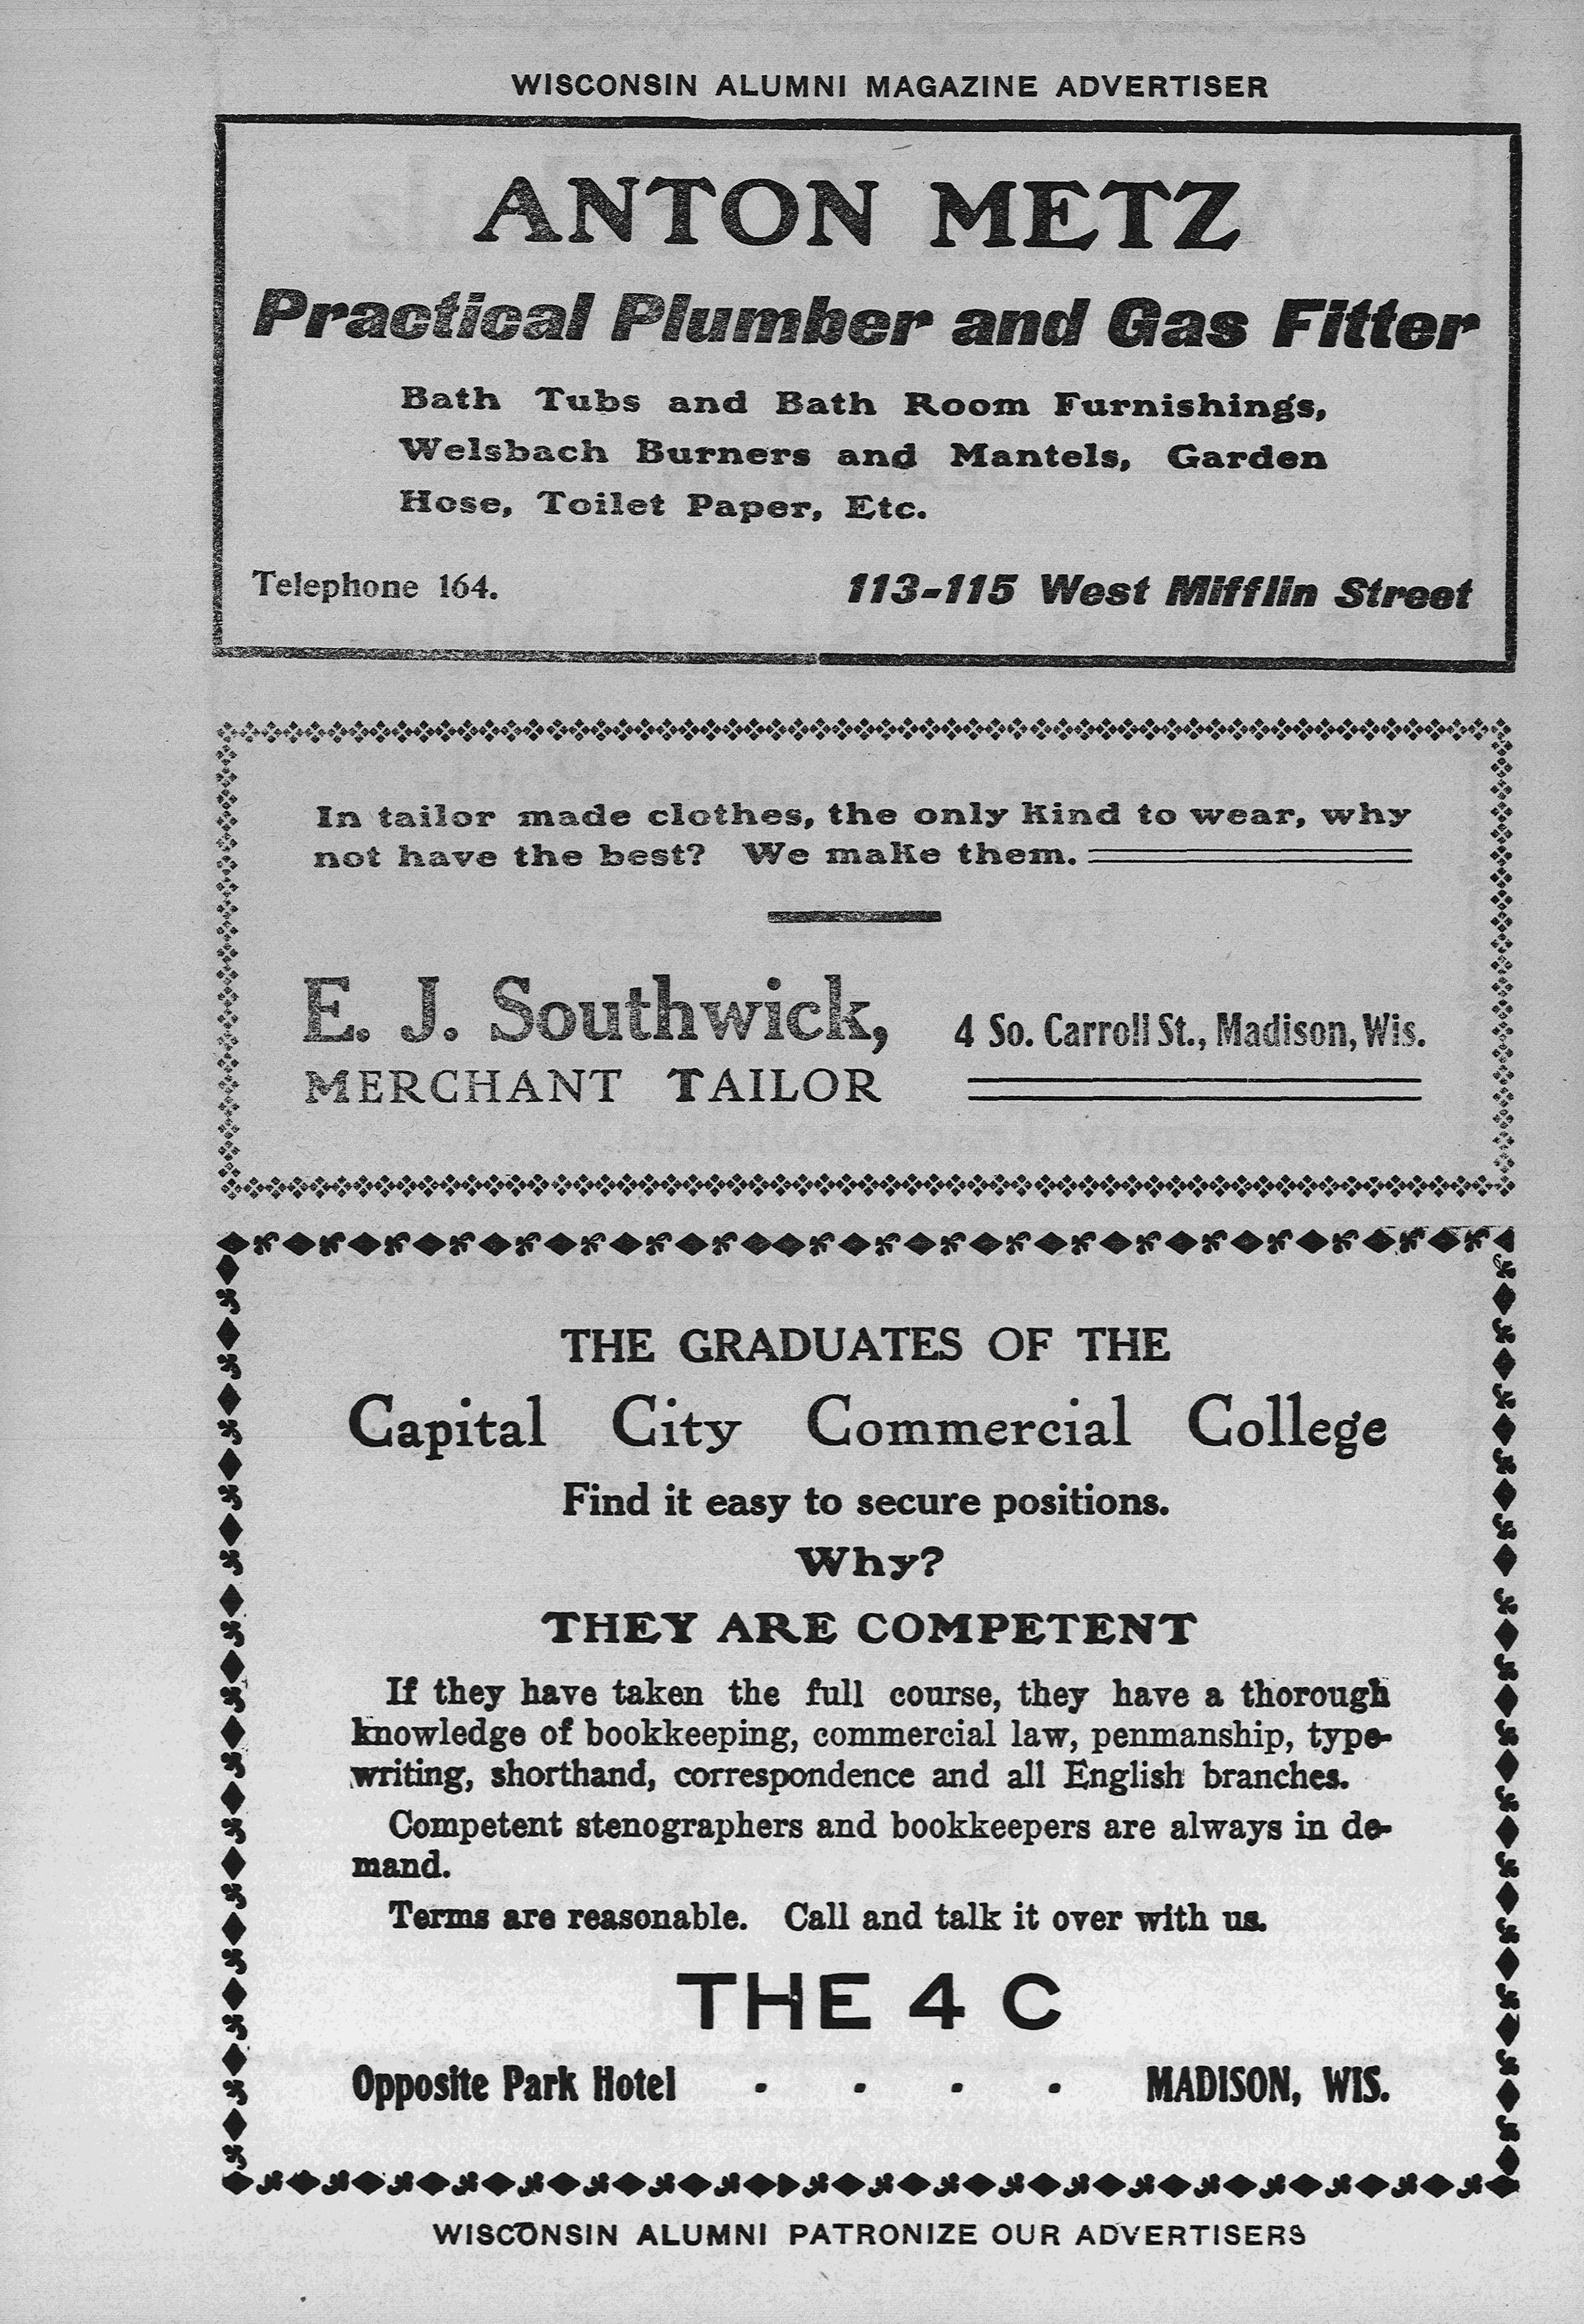 WISCONSIN ALUMNI MAGAZINE ADVERTISER
ANTON METZ
Practical Plumber and Gas Fitter
Bath Tubs and Bath Room Furnishings,
Welsbach Burners and Mantels, Garden
Hose, Toilet Paper, Etc.
Telephone 164. 113-115 West Mifflin Street
In tailor made clothes, the only kind to wear, why
not have the best? We make them.
E. J. Southwick, 4 So. Carroll St., Madison, Wis.
MERCHANT TAILOR
THE GRADUATES OF THE
Capital City Commercial College
Find it easy to secure positions.
Why?
THEY ARE COMPETENT
If they have taken the full course, they have a thorough
knowledge of bookkeeping, commercial law, penmanship, type-
writing, shorthand, correspondence and all English branches.
Competent stenographers and bookkeepers are always in de-
mand.
Terms are reasonable. Call and talk it over with us.
THE 4 C
Opposite Park Hotel - - - - MADISON, WIS.
WISCONSIN ALUMNI PATRONIZE OUR ADVERTISERS